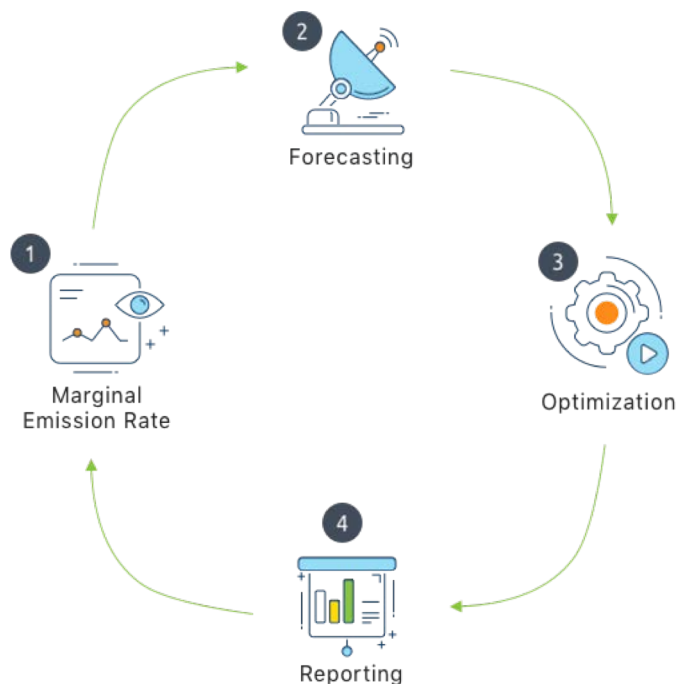 1
Marginal
Emission Rate
2
Forecasting
3
Optimization
4
Reporting